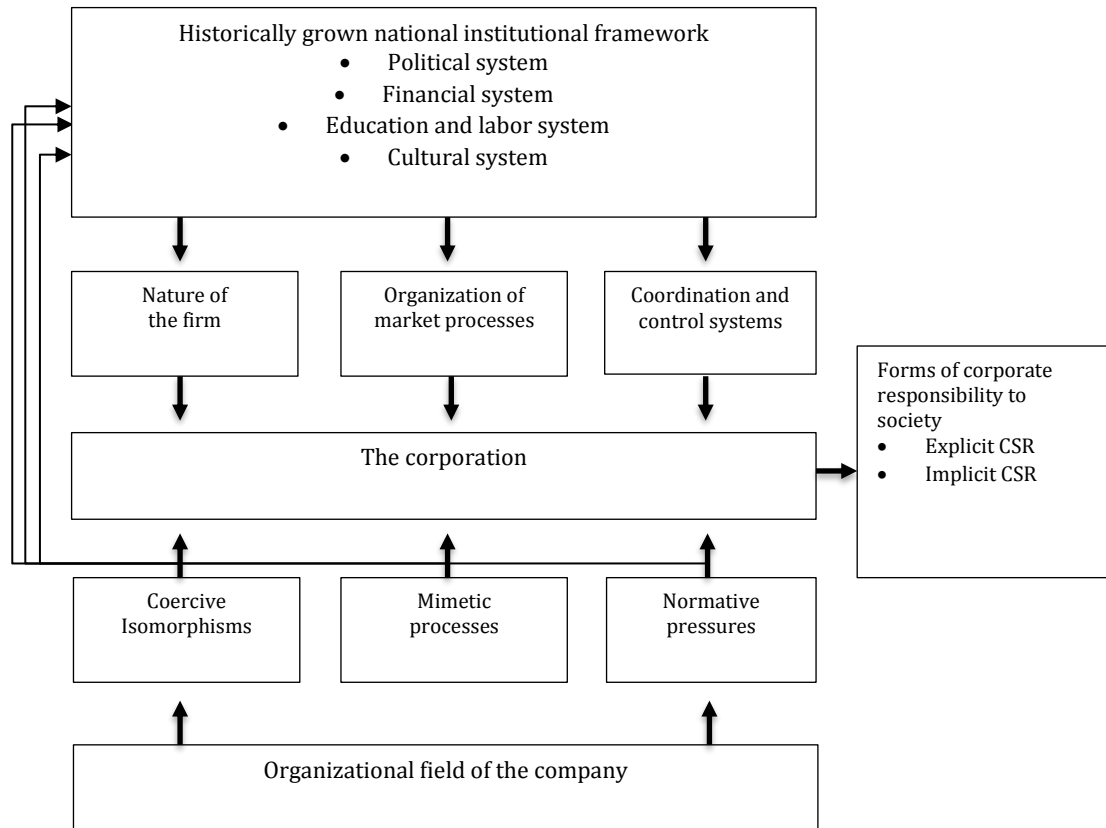 Historically grown national institutional framework
• Political system
• Financial system
• Education and labor system
• Cultural system
Nature of
the firm
Organization of
market processes
Coordination and
control systems
Forms of corporate
responsibility to
society
• Explicit CSR
• Implicit CSR
The corporation
Coercive
Isomorphisms
Mimetic
processes
Normative
pressures
Organizational field of the company